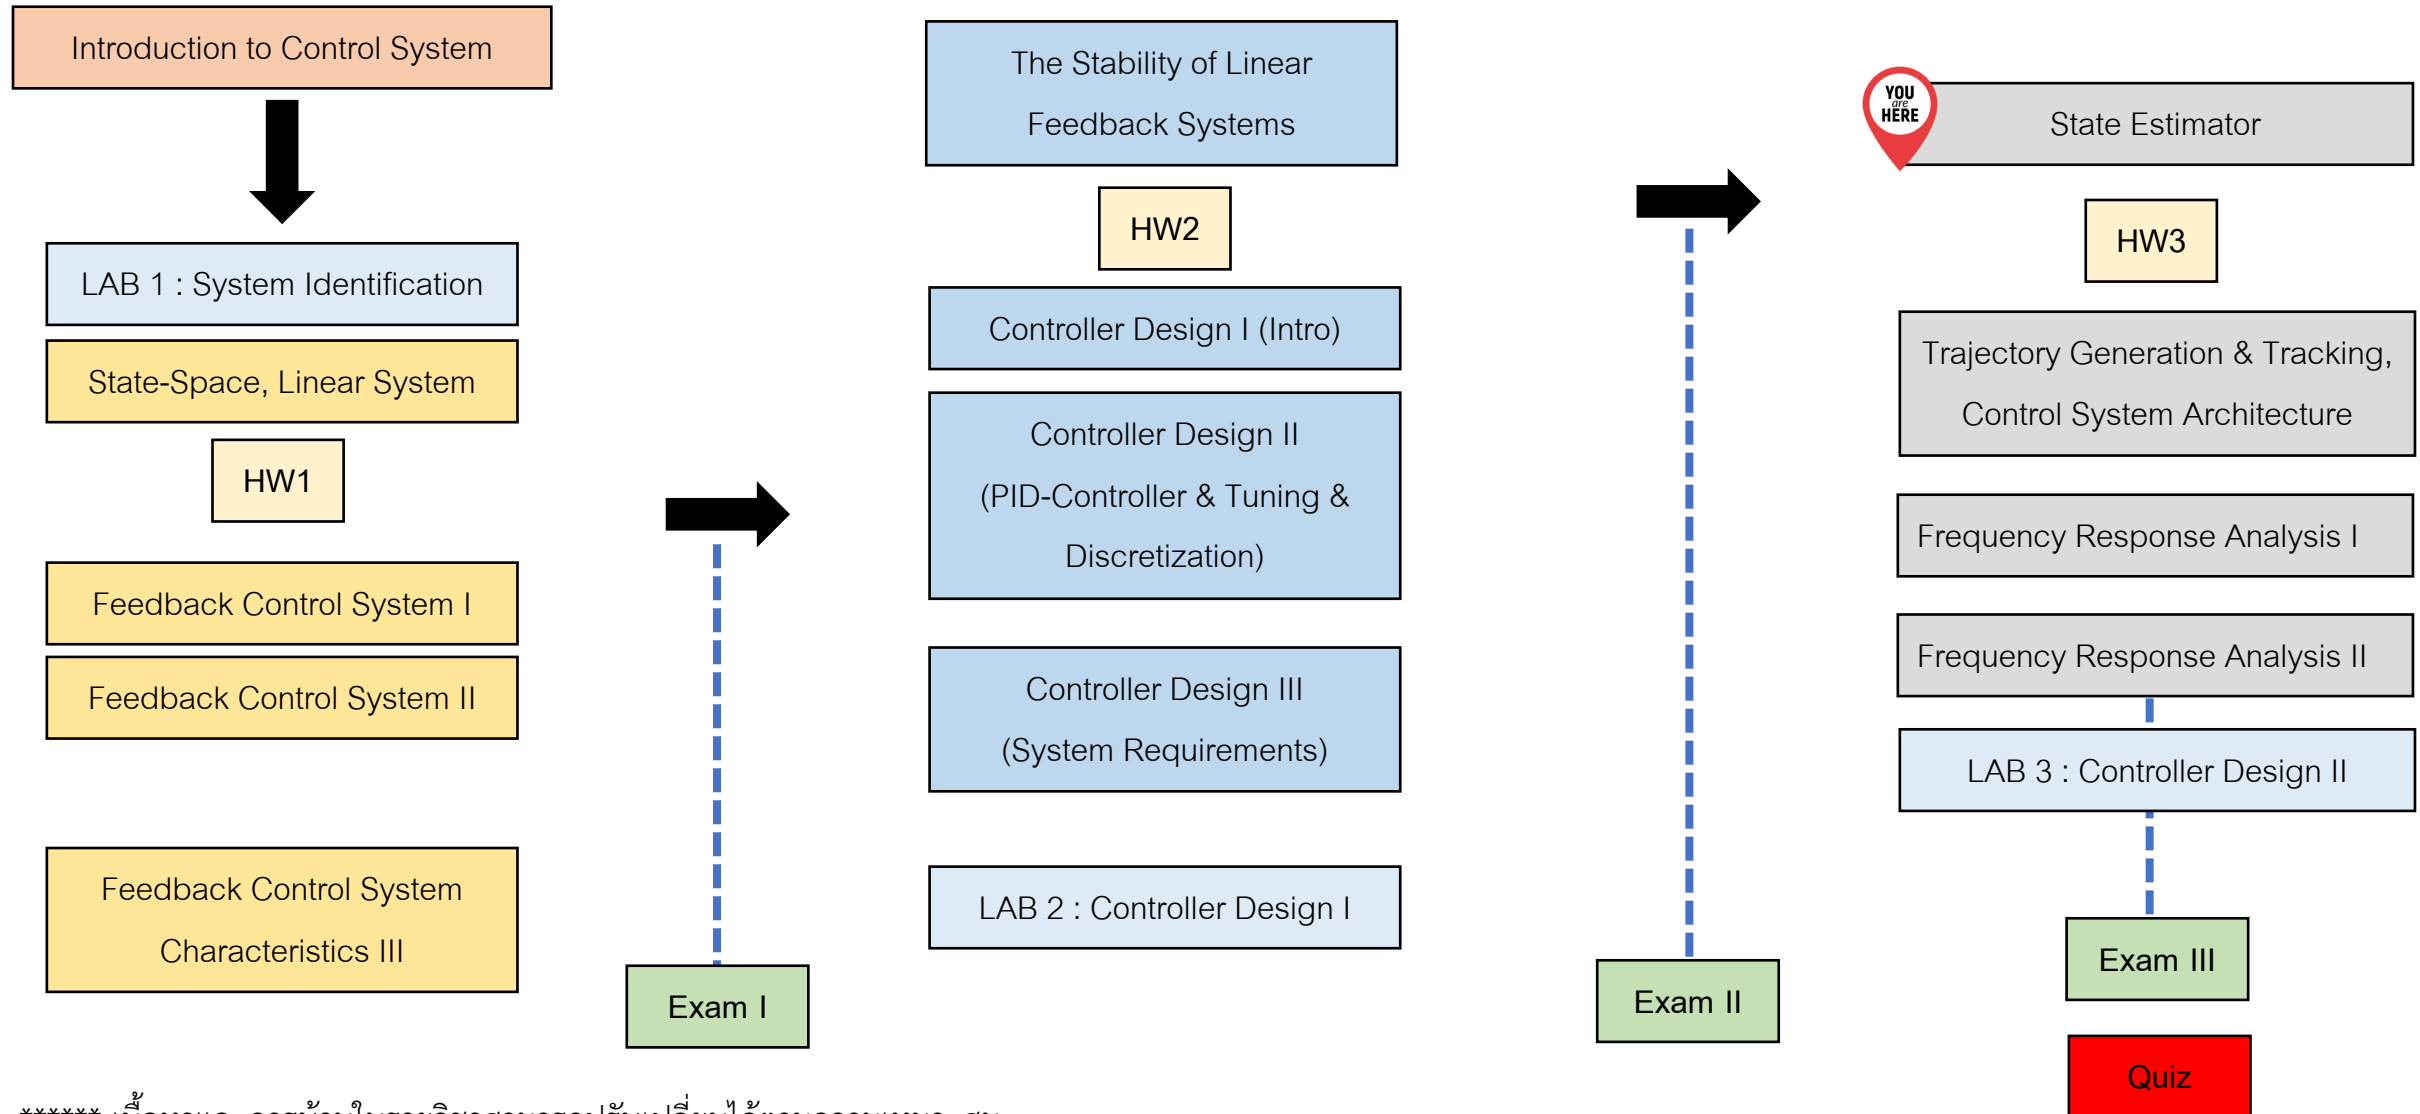 Introduction to Control System
LAB 1 : System Identification
State-Space, Linear System
HW1
Feedback Control System I
Feedback Control System II
Feedback Control System
Characteristics III
Exam I
The Stability of Linear
Feedback Systems
HW2
Controller Design I (Intro)
Controller Design II
(PID-Controller & Tuning &
Discretization)
Controller Design III
(System Requirements)
LAB 2 : Controller Design I
Exam II
YOU
are
HERE
State Estimator
HW3
Trajectory Generation & Tracking,
Control System Architecture
Frequency Response Analysis I
Frequency Response Analysis II
LAB 3 : Controller Design II
Exam III
Quiz